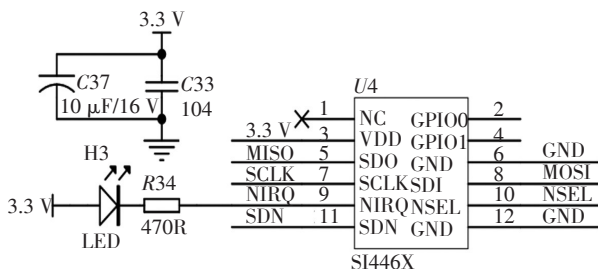 3.3 V
C37
C33
10 μF/16 V
104
U4
1 NC GPIO0 2
3.3 V 3 VDD GPIO1 4
MISO 5 SDO GND 6 GND
SCLK 7 SCLK SDI 8 MOSI
NIRQ 9 NIRQ NSEL 10 NSEL
SDN 11 SDN GND 12 GND
SI446X
H3
R34
3.3 V
LED
470R